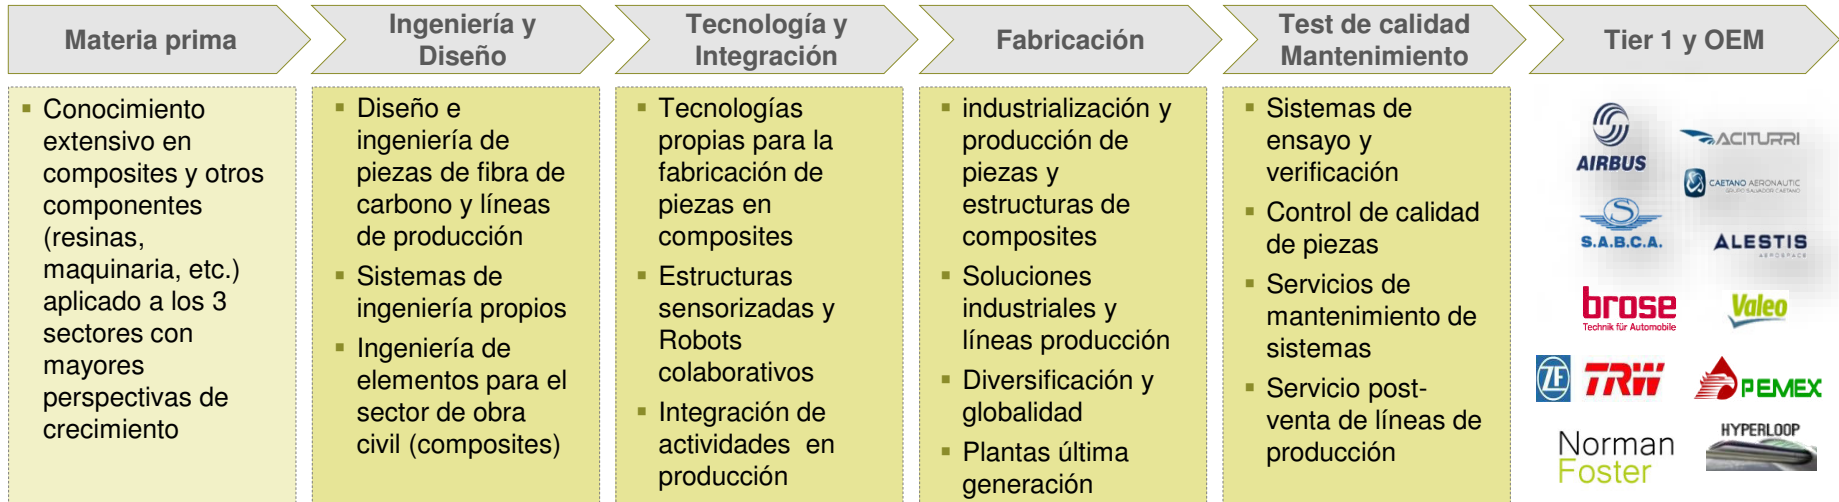 Materia prima
Ingeniería y
Diseño
Tecnología y
Integración
Fabricación
Test de calidad
Mantenimiento
Tier 1 y OEM
▪ Conocimiento
extensivo en
composites y otros
componentes
(resinas,
maquinaria, etc.)
aplicado a los 3
sectores con
mayores
perspectivas de
crecimiento
▪ Diseño e
ingeniería de
piezas de fibra de
carbono y líneas
de producción
▪ Sistemas de
ingeniería propios
▪ Ingeniería de
elementos para el
sector de obra
civil (composites)
▪ Tecnologías
propias para la
fabricación de
piezas en
composites
▪ Estructuras
sensorizadas y
Robots
colaborativos
▪ Integración de
actividades en
producción
▪ industrialización y
producción de
piezas y
estructuras de
composites
▪ Soluciones
industriales y
líneas producción
▪ Diversificación y
globalidad
▪ Plantas última
generación
▪ Sistemas de
ensayo y
verificación
▪ Control de calidad
de piezas
▪ Servicios de
mantenimiento de
sistemas
▪ Servicio post-
venta de líneas de
producción
AIRBUS
ACITURRI
CAETANO AERONAUTIC
GRUPO SALVADOR CAETANO
S.A.B.C.A.
ALESTIS
AEROSPACE
brose
Technik für Automobile
Valeo
ZF
TRW
PEMEX
Norman
Foster
HYPERLOOP